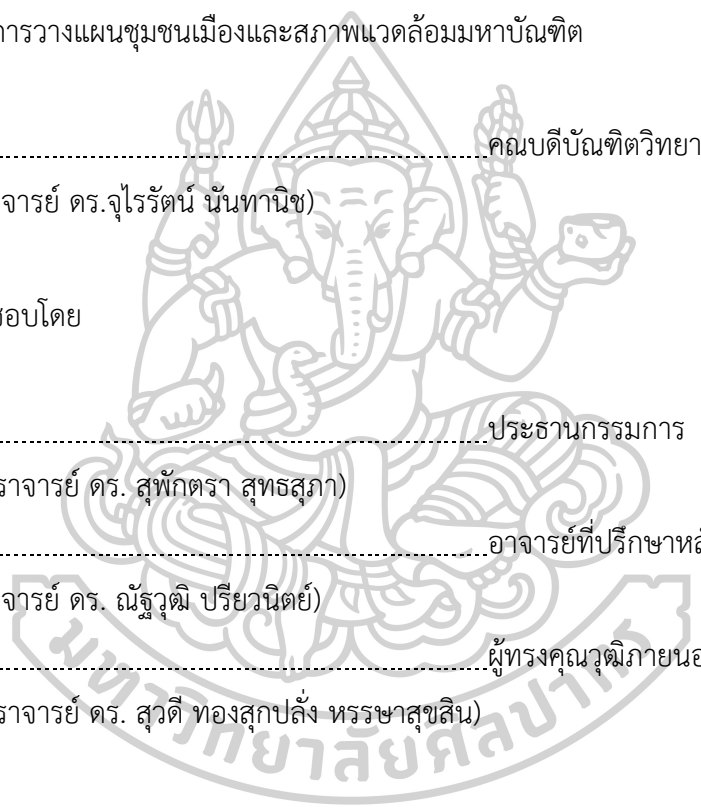 การวางแผนชุมชนเมืองและสภาพแวดล้อมมหาบัณฑิต
คณบดีบัณฑิตวิทยา
จารย์ ดร.จุไรรัตน์ นันทานิช)
สอบโดย
ประธานกรรมการ
ราจารย์ ดร. สุพักตรา สุทธสุภา)
อาจารย์ที่ปรึกษาหลั
จารย์ ดร. ณัฐวุฒิ ปรียวนิตย์)
ผู้ทรงคุณวุฒิภายนอ
ราจารย์ ดร. สุวดี ทองสุกปลั่ง หรรษาสุขสิน)
มหาวิทยาลัยศิลปากร